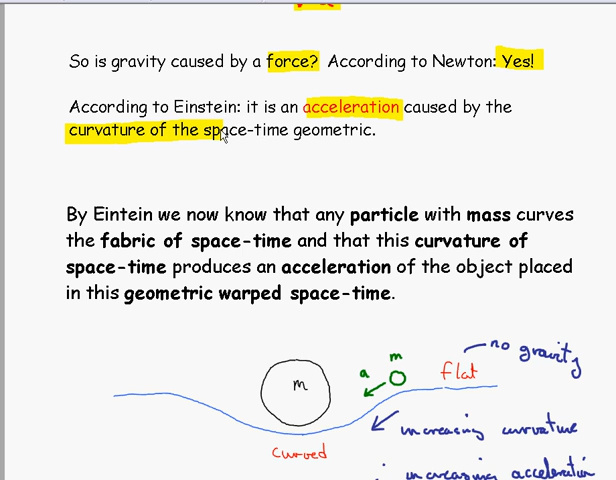 So is gravity caused by a force? According to Newton: Yes!
According to Einstein: it is an acceleration caused by the
curvature of the space-time geometric.
By Eintein we now know that any particle with mass curves
the fabric of space-time and that this curvature of
space-time produces an acceleration of the object placed
in this geometric warped space-time.
no gravity
m
a
flat
m
increasing curvature
curved
increasing acceleration